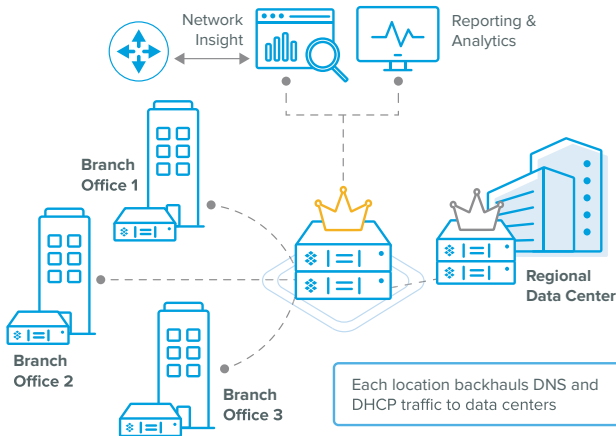 Network
Insight
Reporting &
Analytics
Branch
Office 1
Regional
Data Center
Branch
Office 2
Branch
Office 3
Each location backhauls DNS and
DHCP traffic to data centers